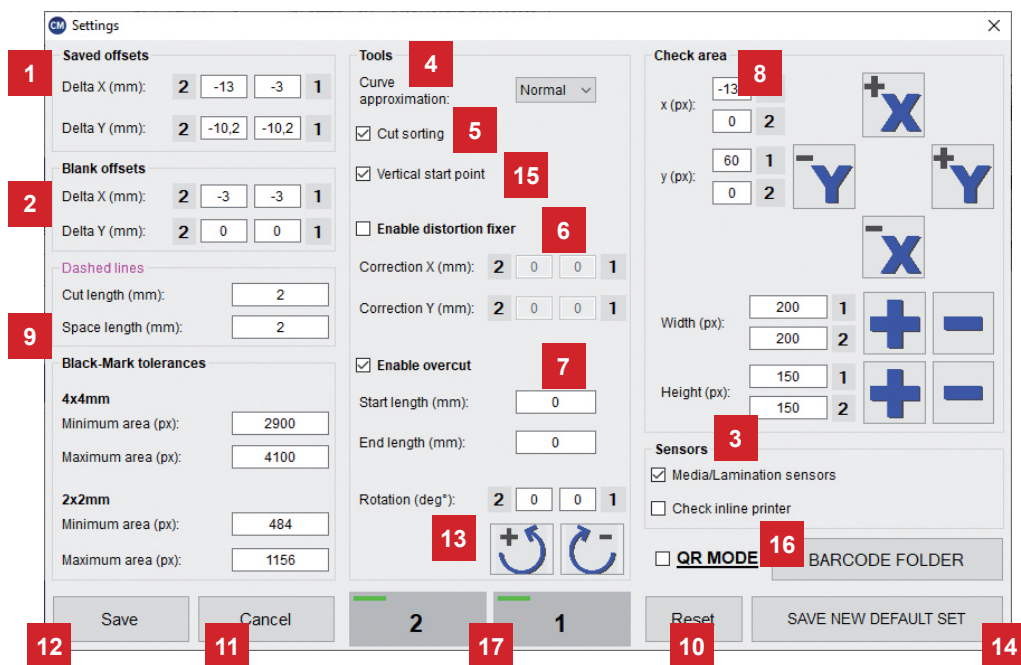 CM Settings
Saved offsets
1
Delta X (mm): 2 -13 -3 1
Delta Y (mm): 2 -10,2 -10,2 1
Blank offsets
2
Delta X (mm): 2 -3 -3 1
Delta Y (mm): 2 0 0 1
Dashed lines
Cut length (mm): 2
9
Space length (mm): 2
Black-Mark tolerances
4x4mm
Minimum area (px): 2900
Maximum area (px): 4100
2x2mm
Minimum area (px): 484
Maximum area (px): 1156
Tools
4
Curve
approximation: Normal
Cut sorting 5
Vertical start point 15
Enable distortion fixer 6
Correction X (mm): 2 0 0 1
Correction Y (mm): 2 0 0 1
Enable overcut 7
Start length (mm): 0
End length (mm): 0
Rotation (deg°): 2 0 0 1
13 + -
Check area
8
x (px): -13
0 2
+X
y (px): 60 1
0 2
-Y +Y
-X
Width (px): 200 1
200 2
+ -
Height (px): 150 1
150 2
+ -
3
Sensors
Media/Lamination sensors
Check inline printer
QR MODE 16 BARCODE FOLDER
Save Cancel 2 1 Reset SAVE NEW DEFAULT SET
12 11 17 10 14